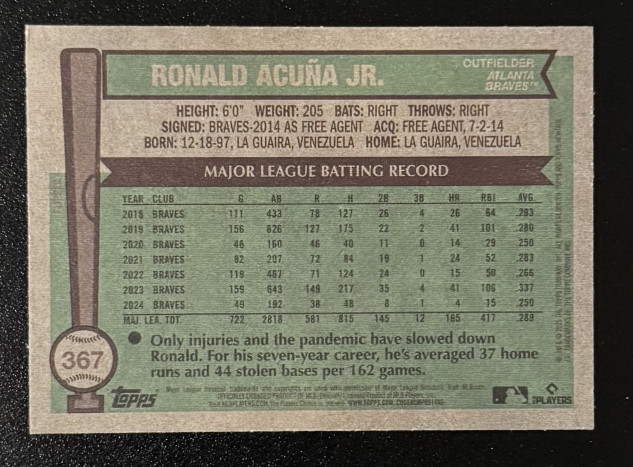 RONALD ACUÑA JR.
OUTFIELDER
ATLANTA
BRAVES™
HEIGHT: 6'0" WEIGHT: 205 BATS: RIGHT THROWS: RIGHT
SIGNED: BRAVES-2014 AS FREE AGENT ACQ: FREE AGENT, 7-2-14
BORN: 12-18-97, LA GUAIRA, VENEZUELA HOME: LA GUAIRA, VENEZUELA
MAJOR LEAGUE BATTING RECORD
YEAR CLUB G AB R H 2B 3B HR RBI AVG.
2018 BRAVES 111 433 78 127 26 4 26 64 .293
2019 BRAVES 156 626 127 175 22 2 41 101 .280
2020 BRAVES 46 160 46 40 11 0 14 29 .250
2021 BRAVES 82 297 72 84 19 1 24 52 .283
2022 BRAVES 119 467 71 124 24 0 15 50 .266
2023 BRAVES 159 643 149 217 35 4 41 106 .337
2024 BRAVES 49 192 38 48 8 1 4 15 .250
MAJ. LEA. TOT. 722 2818 581 815 145 12 165 417 .289
Only injuries and the pandemic have slowed down
Ronald. For his seven-year career, he's averaged 37 home
runs and 44 stolen bases per 162 games.
367
TOPPS
PLAYERS